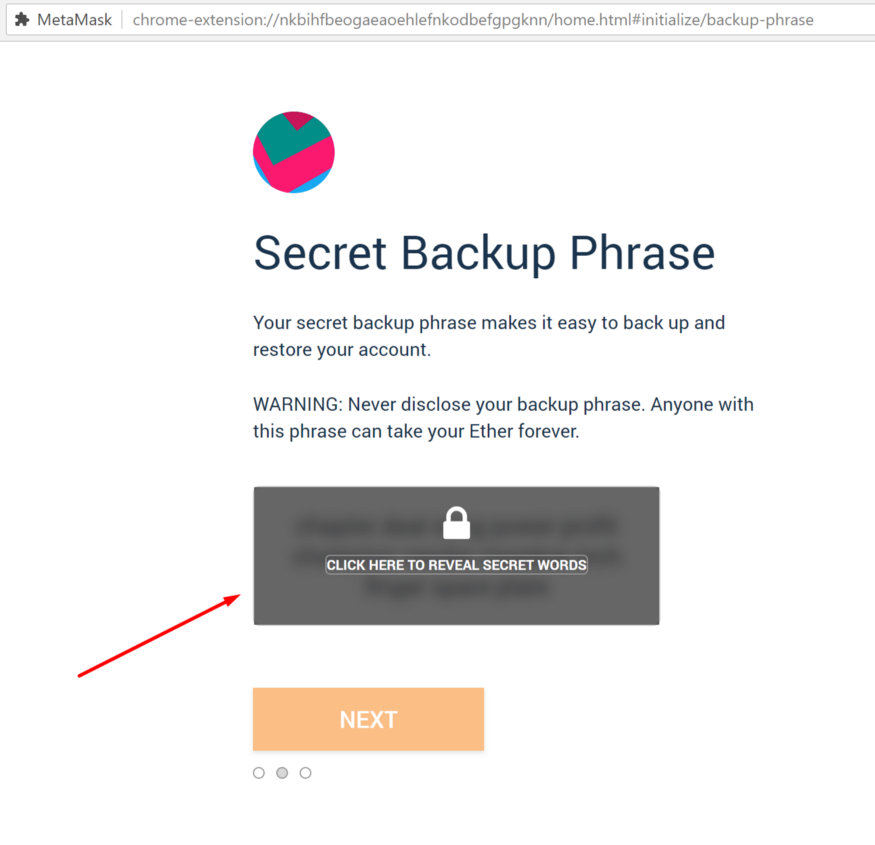 MetaMask chrome-extension://nkbihfbeogaeaoehlefnkodbefgpgknn/home.html#initialize/backup-phrase
Secret Backup Phrase
Your secret backup phrase makes it easy to back up and
restore your account.
WARNING: Never disclose your backup phrase. Anyone with
this phrase can take your Ether forever.
CLICK HERE TO REVEAL SECRET WORDS
NEXT